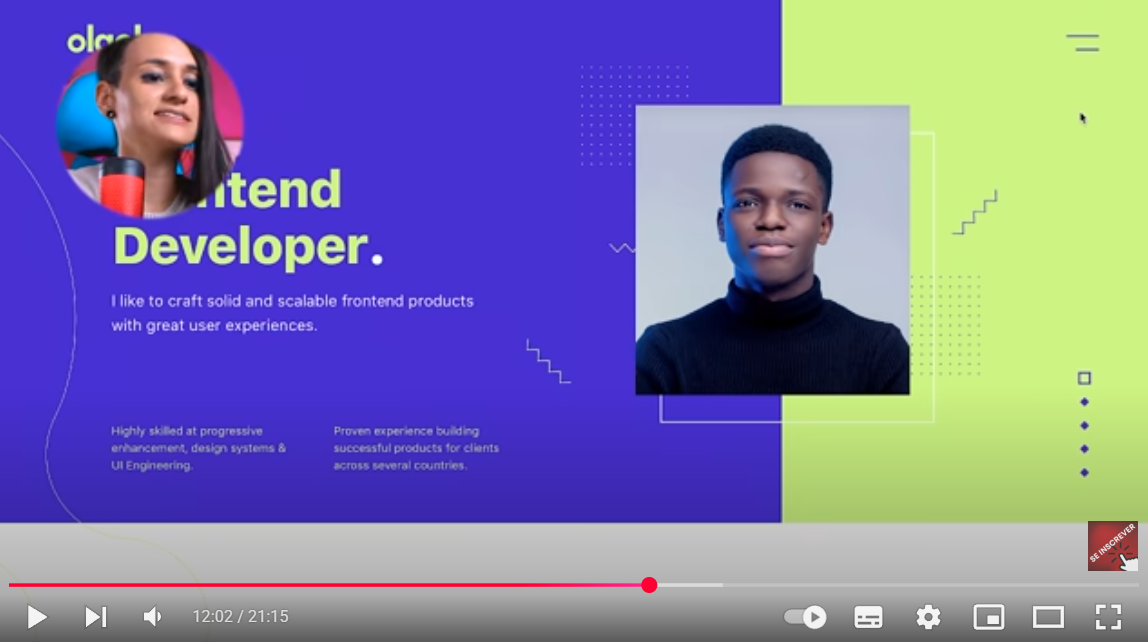 ntend
Developer.
I like to craft solid and scalable frontend products
with great user experiences.
Highly skilled at progressive
enhancement, design systems &
UI Engineering.
Proven experience building
successful products for clients
across several countries.
SE INSCREVER
12:02 / 21:15